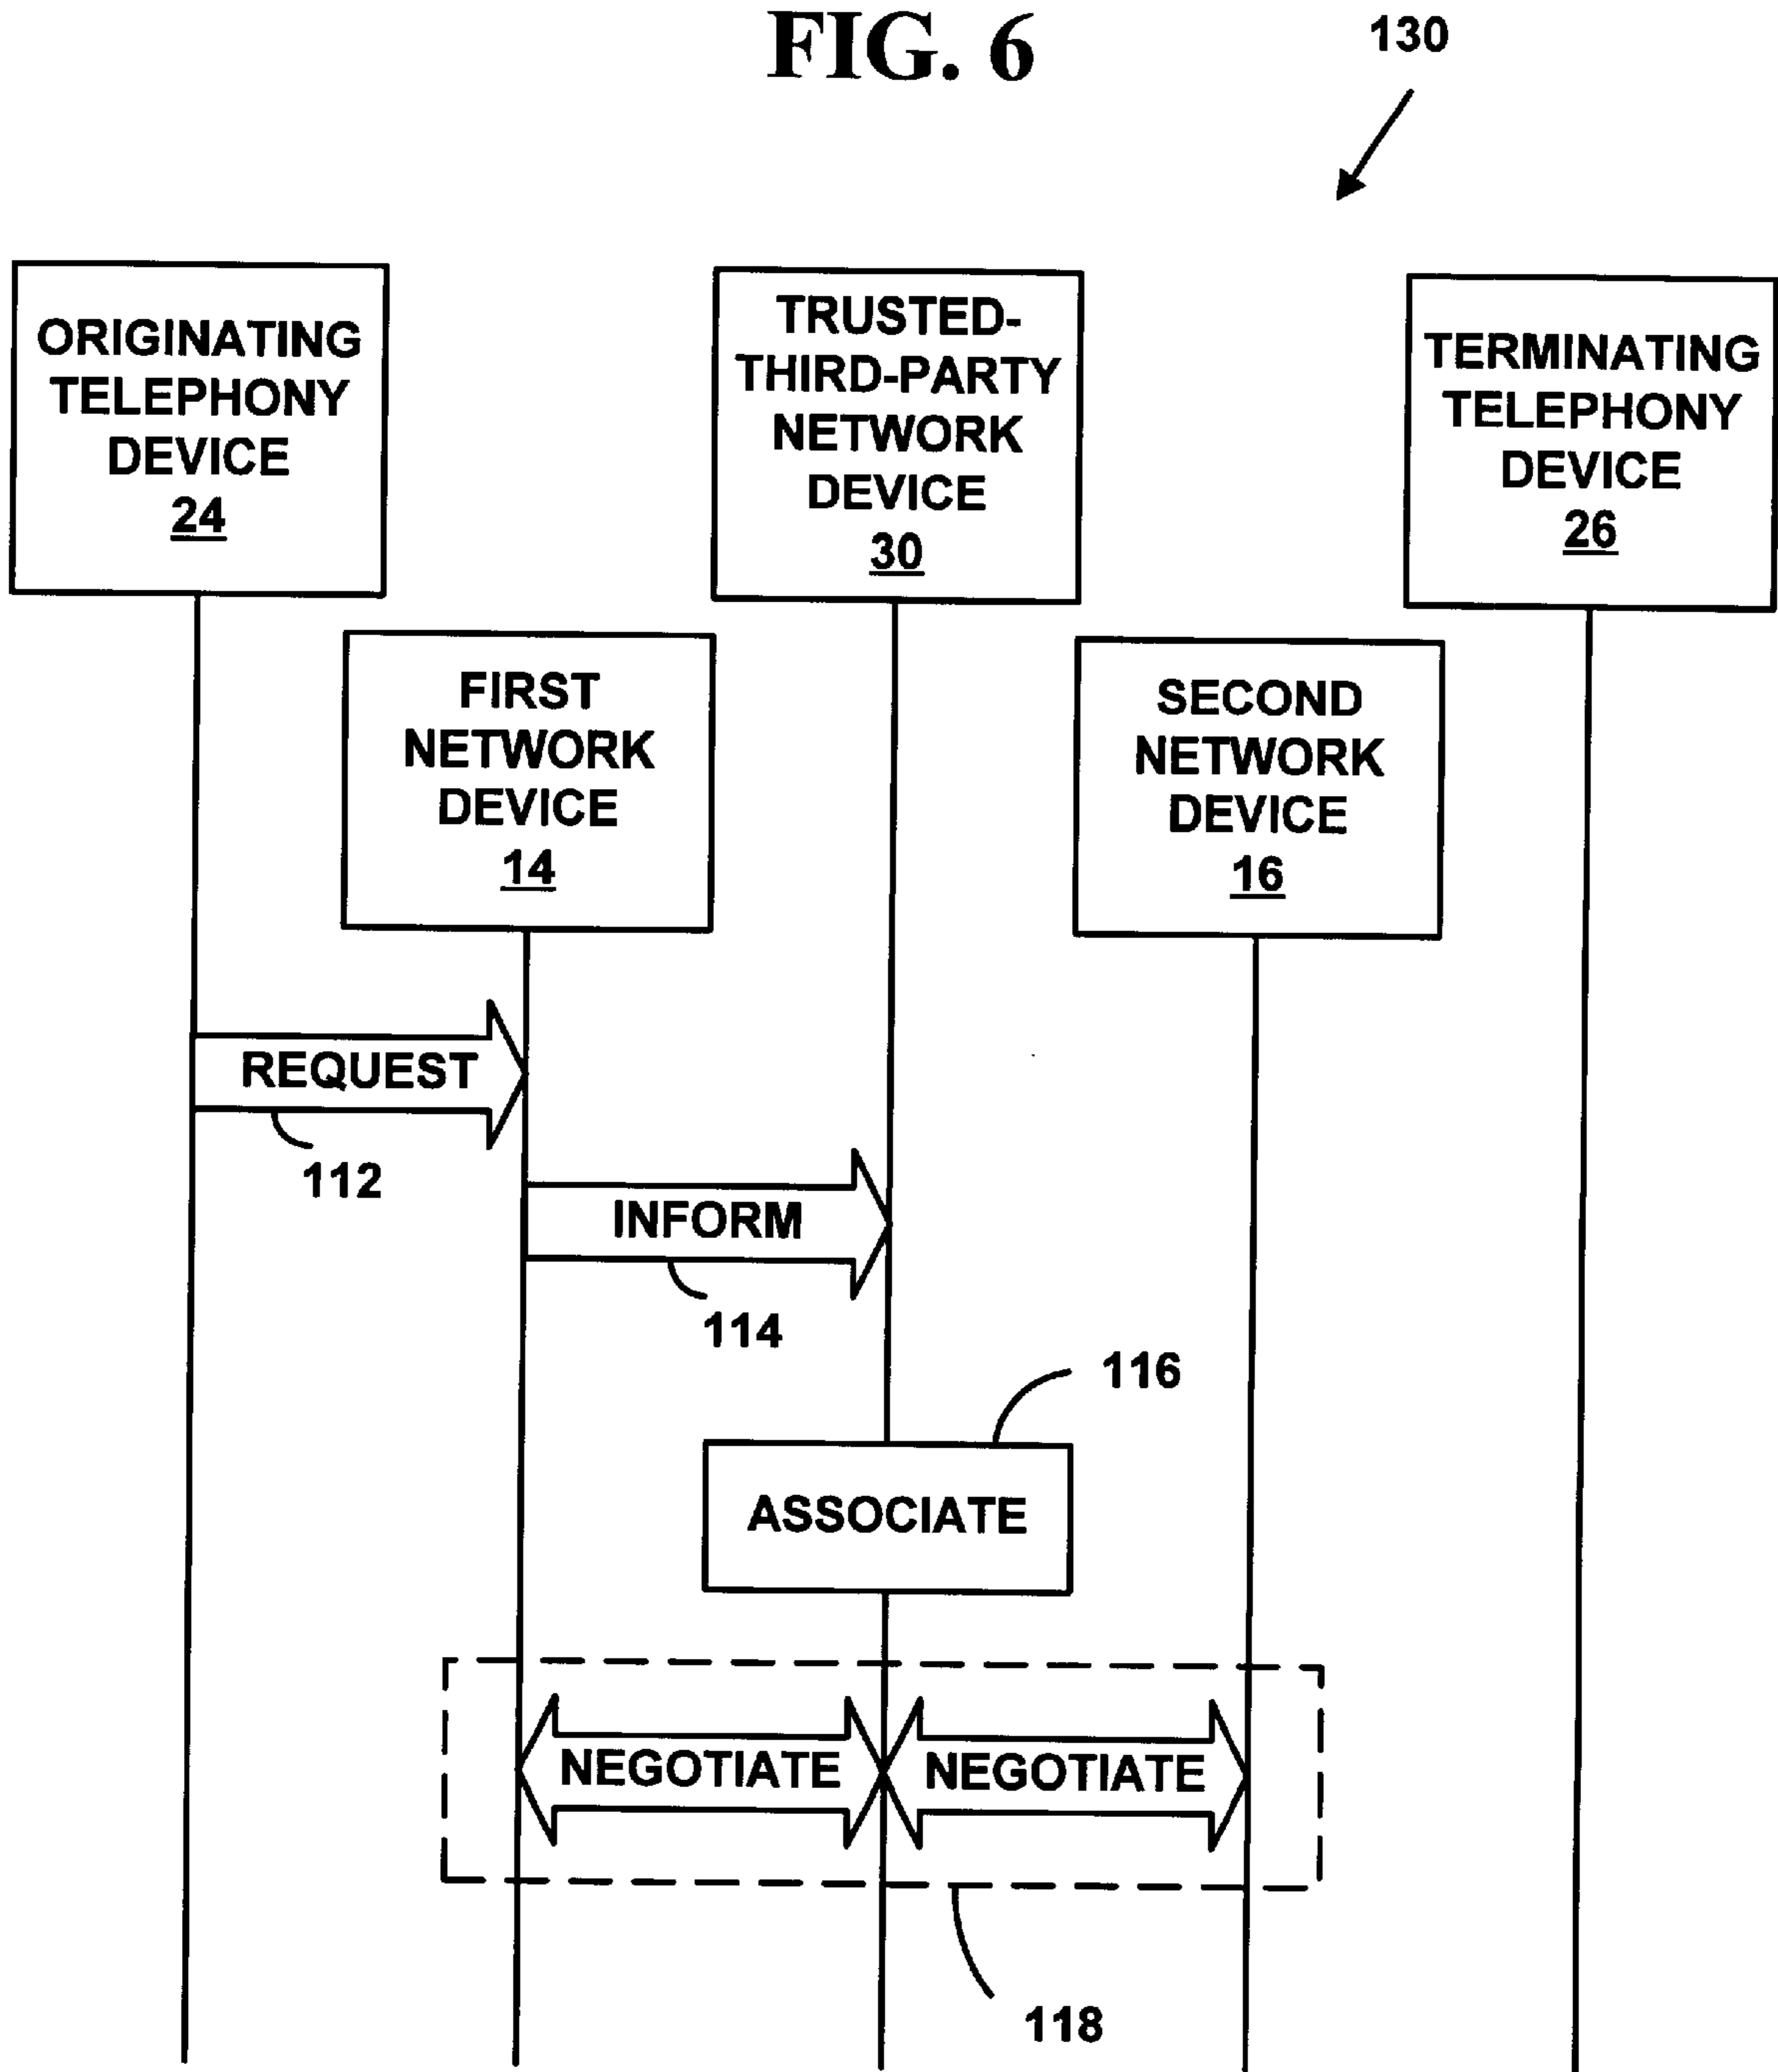 FIG. 6
130
ORIGINATING
TELEPHONY
DEVICE
24
TRUSTED-
THIRD-PARTY
NETWORK
DEVICE
30
TERMINATING
TELEPHONY
DEVICE
26
FIRST
NETWORK
DEVICE
14
SECOND
NETWORK
DEVICE
16
REQUEST
112
INFORM
114
116
ASSOCIATE
NEGOTIATE
NEGOTIATE
118